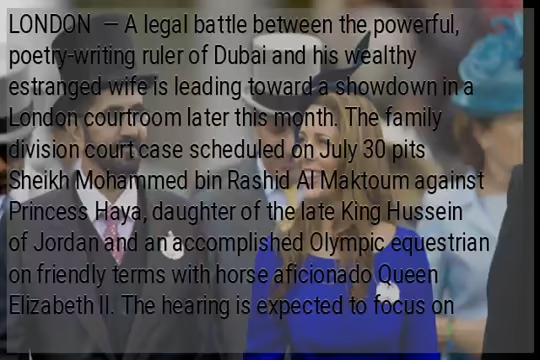 LONDON — A legal battle between the powerful,
poetry-writing ruler of Dubai and his wealthy
estranged wife is leading toward a showdown in a
London courtroom later this month. The family
division court case scheduled on July 30 pits
Sheikh Mohammed bin Rashid Al Maktoum against
Princess Haya, daughter of the late King Hussein
of Jordan and an accomplished Olympic equestrian
on friendly terms with horse aficionado Queen
Elizabeth II. The hearing is expected to focus on